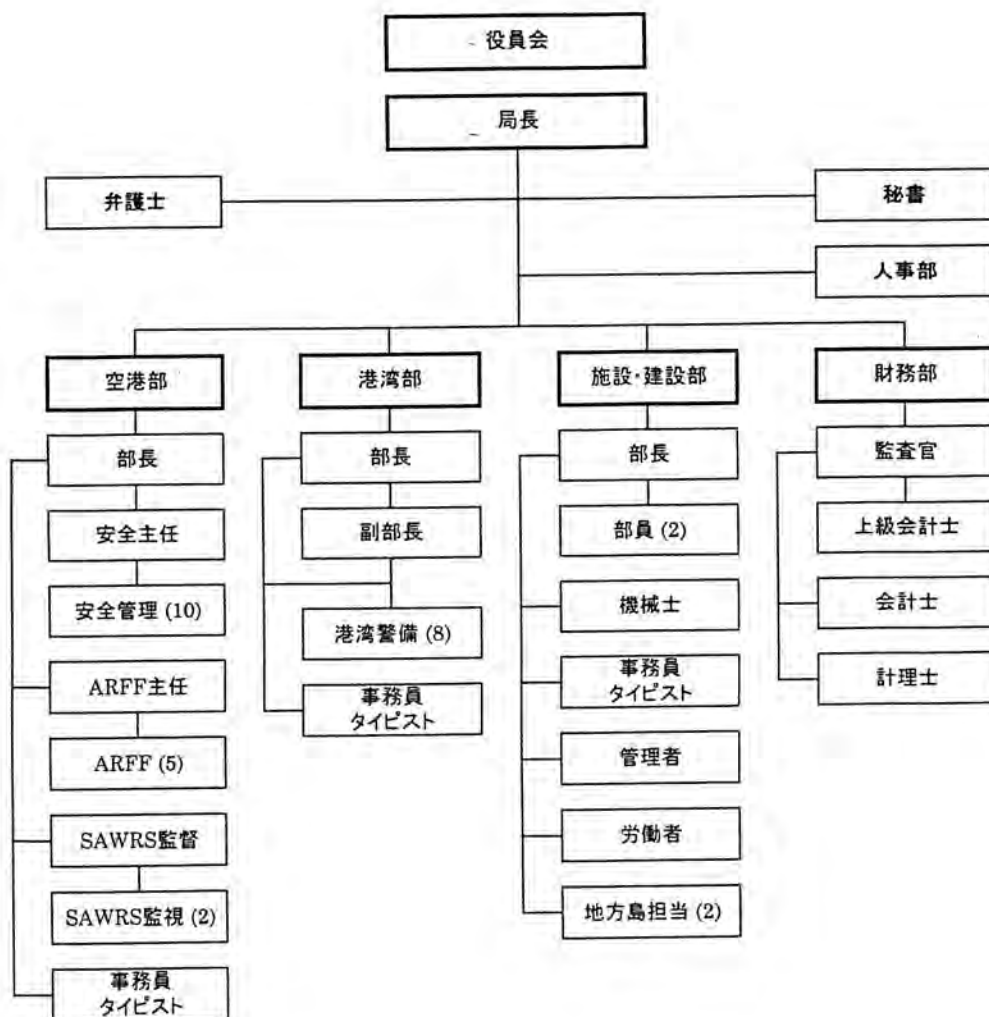 役員会
局長
弁護士
秘書
人事部
空港部
部長
安全主任
安全管理 (10)
ARFF主任
ARFF (5)
SAWRS監督
SAWRS監視 (2)
事務員
タイピスト
港湾部
部長
副部長
港湾警備 (8)
事務員
タイピスト
施設・建設部
部長
部員 (2)
機械士
事務員
タイピスト
管理者
労働者
地方島担当 (2)
財務部
監査官
上級会計士
会計士
計理士